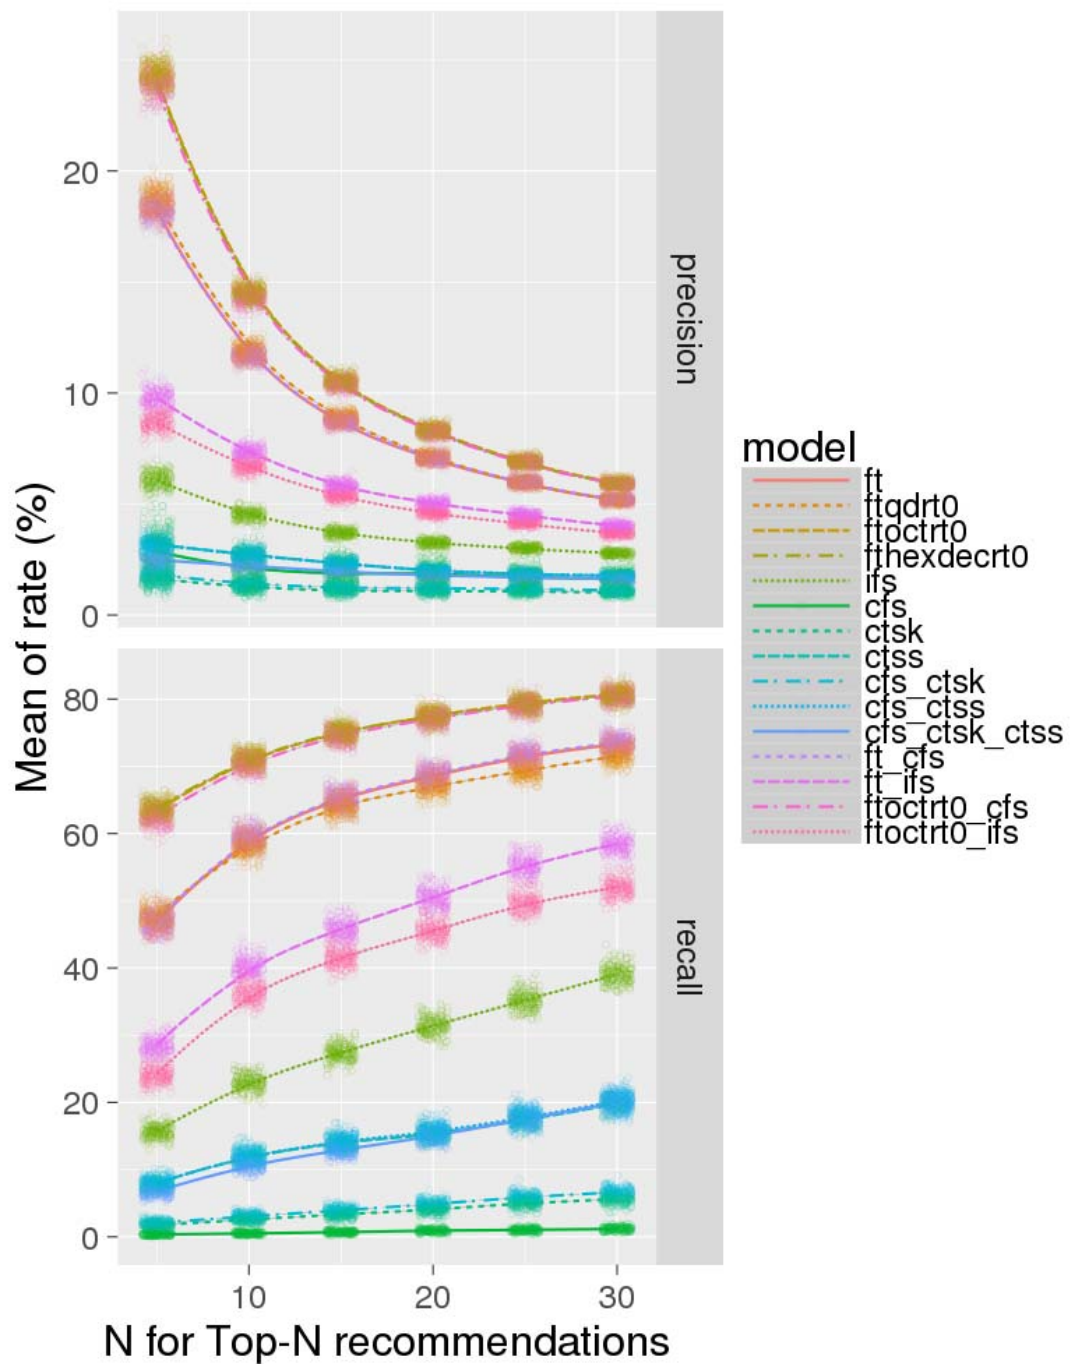 20
10
0
precision
80
60
40
20
0
recall
Mean of rate (%)
10 20 30
N for Top-N recommendations
model
ft
ftqdrt0
ftoctrt0
fthexdecrt0
ifs
cfs
ctsk
ctss
cfs_ctsk
cfs_ctss
cfs_ctsk_ctss
ft_cfs
ft_ifs
ftoctrt0_cfs
ftoctrt0_ifs